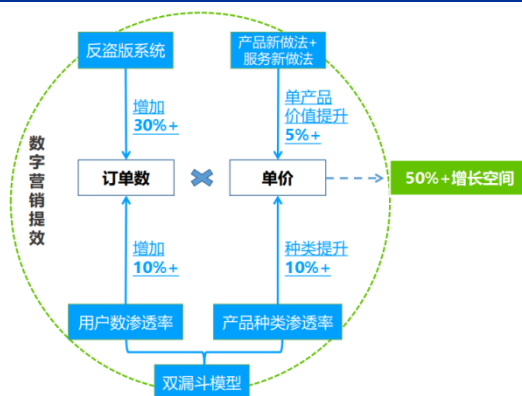 反盗版系统
产品新做法+
服务新做法
增加
30%+
单产品
价值提升
5%+
数字营销提效
订单数
单价
50%+增长空间
增加
10%+
种类提升
10%+
用户数渗透率
产品种类渗透率
双漏斗模型